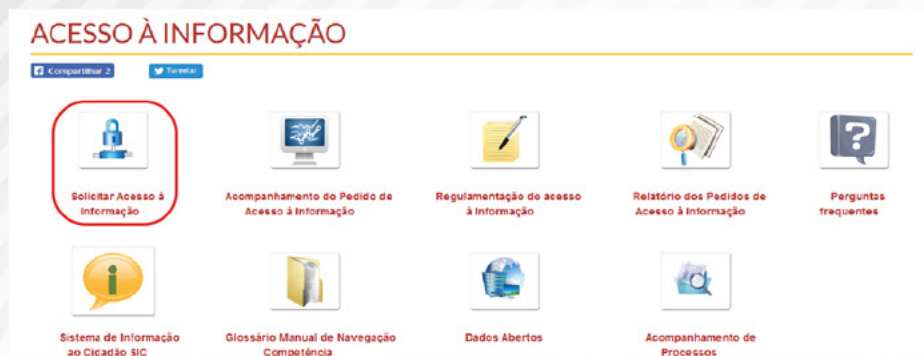 ACESSO À INFORMAÇÃO
Compartilhar 2
Tweetar
Solicitar Acesso à
Informação
Acompanhamento do Pedido de
Acesso à Informação
Regulamentação do acesso
à Informação
Relatório dos Pedidos de
Acesso à Informação
Perguntas
frequentes
Sistema de Informação
ao Cidadão SIC
Glossário Manual de Navegação
Competência
Dados Abertos
Acompanhamento de
Processos